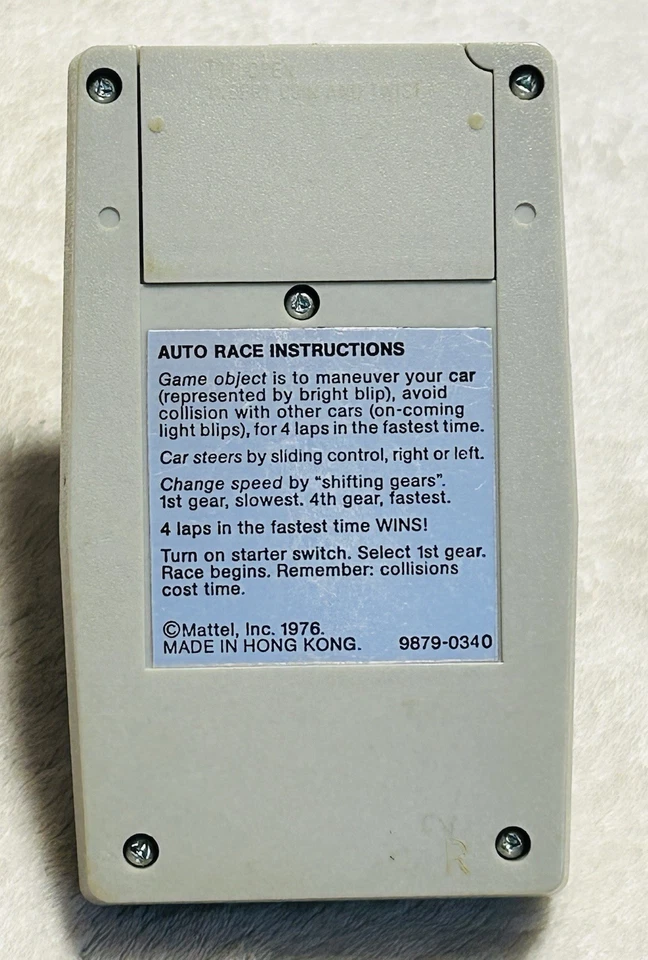 TO OPEN
AUTO RACE INSTRUCTIONS
Game object is to maneuver your car
(represented by bright blip), avoid
collision with other cars (on-coming
light blips), for 4 laps in the fastest time.
Car steers by sliding control, right or left.
Change speed by “shifting gears”.
1st gear, slowest. 4th gear, fastest.
4 laps in the fastest time WINS!
Turn on starter switch. Select 1st gear.
Race begins. Remember: collisions
cost time.
©Mattel, Inc. 1976.
MADE IN HONG KONG. 9879-0340